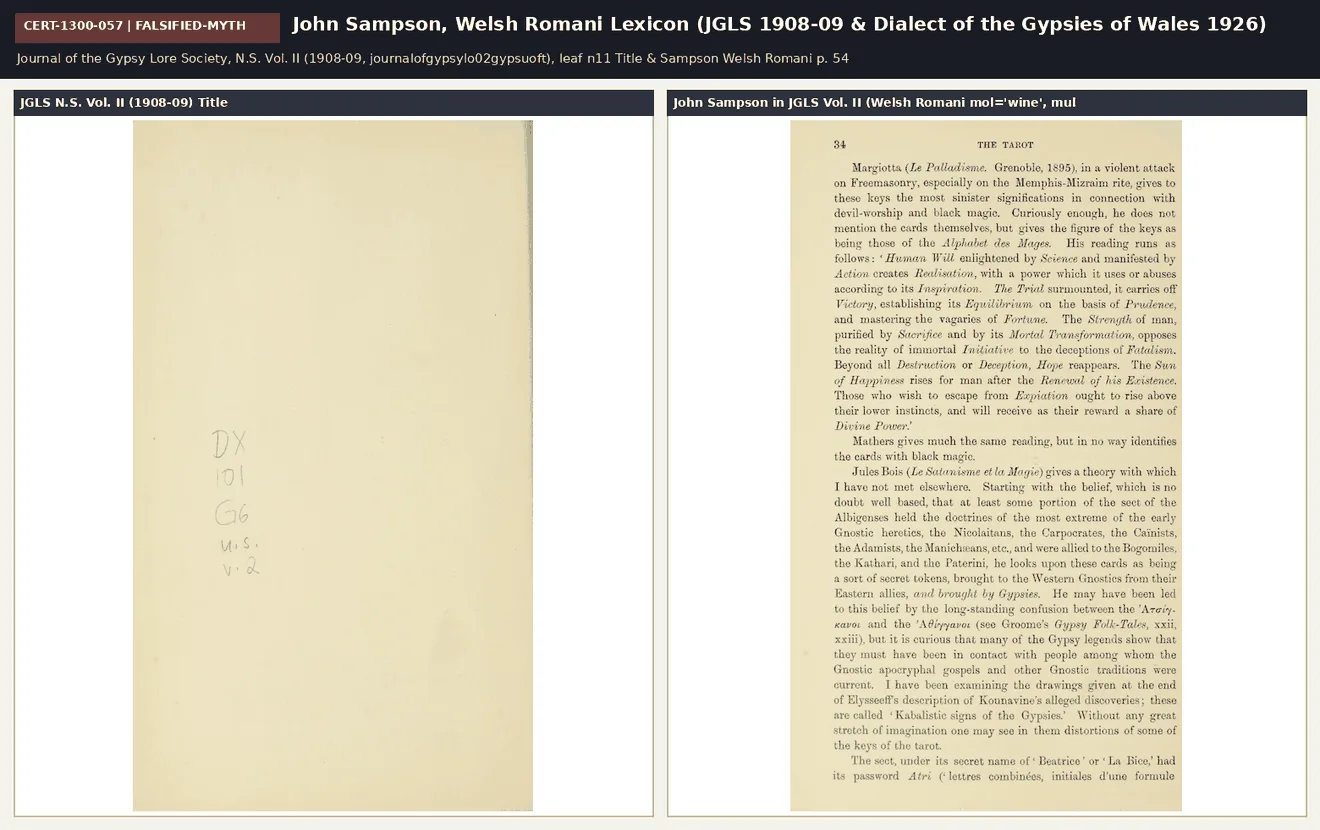 CERT-1300-057 | FALSIFIED-MYTH
John Sampson, Welsh Romani Lexicon (JGLS 1908-09 & Dialect of the Gypsies of Wales 1926)
Journal of the Gypsy Lore Society, N.S. Vol. II (1908-09, journalofgypsylo02gypsuoft), leaf n11 Title & Sampson Welsh Romani p. 54
JGLS N.S. Vol. II (1908-09) Title
DX
101
G6
n.s.
v.2
John Sampson in JGLS Vol. II (Welsh Romani mol='wine', mul
34 THE TAROT
Margiotta (Le Palladisme. Grenoble, 1895), in a violent attack
on Freemasonry, especially on the Memphis-Mizraim rite, gives to
these keys the most sinister significations in connection with
devil-worship and black magic. Curiously enough, he does not
mention the cards themselves, but gives the figure of the keys as
being those of the Alphabet des Mages. His reading runs as
follows: 'Human Will enlightened by Science and manifested by
Action creates Realisation, with a power which it uses or abuses
according to its Inspiration. The Trial surmounted, it carries off
Victory, establishing its Equilibrium on the basis of Prudence,
and mastering the vagaries of Fortune. The Strength of man,
purified by Sacrifice and by its Mortal Transformation, opposes
the reality of immortal Initiative to the deceptions of Fatalism.
Beyond all Destruction or Deception, Hope reappears. The Sun
of Happiness rises for man after the Renewal of his Existence.
Those who wish to escape from Expiation ought to rise above
their lower instincts, and will receive as their reward a share of
Divine Power.'
Mathers gives much the same reading, but in no way identifies
the cards with black magic.
Jules Bois (Le Satanisme et la Magie) gives a theory with which
I have not met elsewhere. Starting with the belief, which is no
doubt well based, that at least some portion of the sect of the
Albigenses held the doctrines of the most extreme of the early
Gnostic heretics, the Nicolaitans, the Carpocrates, the Caïnists,
the Adamists, the Manichæans, etc., and were allied to the Bogomiles,
the Kathari, and the Paterini, he looks upon these cards as being
a sort of secret tokens, brought to the Western Gnostics from their
Eastern allies, and brought by Gypsies. He may have been led
to this belief by the long-standing confusion between the 'Ατσίγ-
κανοι and the 'Αθίγγανοι (see Groome's Gypsy Folk-Tales, xxii,
xxiii), but it is curious that many of the Gypsy legends show that
they must have been in contact with people among whom the
Gnostic apocryphal gospels and other Gnostic traditions were
current. I have been examining the drawings given at the end
of Elysseeff's description of Kounavine's alleged discoveries; these
are called 'Kabalistic signs of the Gypsies.' Without any great
stretch of imagination one may see in them distortions of some of
the keys of the tarot.
The sect, under its secret name of 'Beatrice' or 'La Bice,' had
its password Atri ('lettres combinées, initiales d'une formule